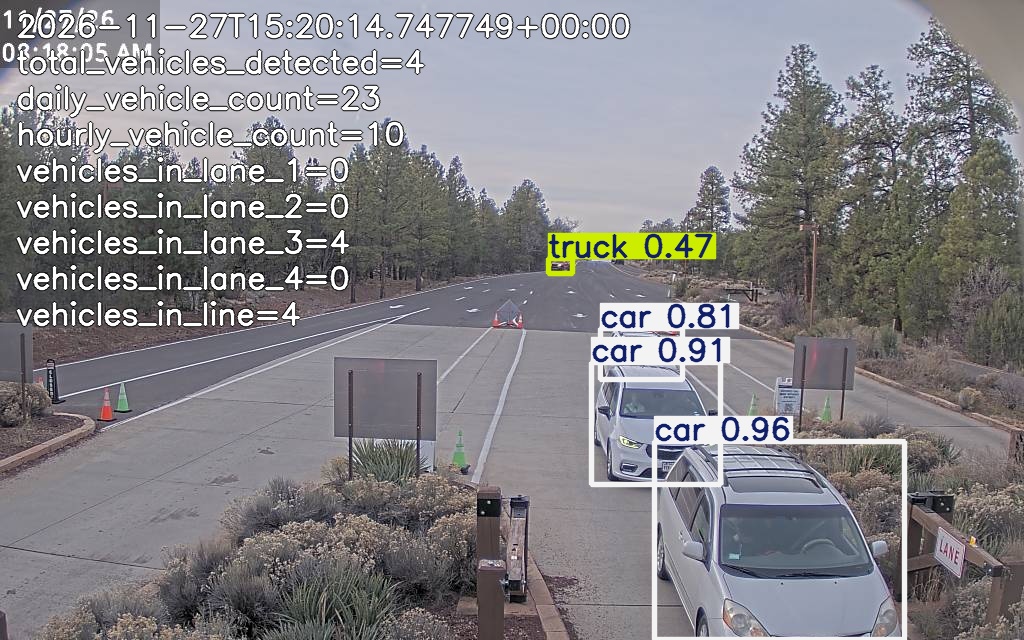 2026-11-27T15:20:14.747749+00:00
total_vehicles_detected=4
daily_vehicle_count=23
hourly_vehicle_count=10
vehicles_in_lane_1=0
vehicles_in_lane_2=0
vehicles_in_lane_3=4
vehicles_in_lane_4=0
vehicles_in_line=4
truck 0.47
car 0.81
car 0.91
car 0.96
LANE